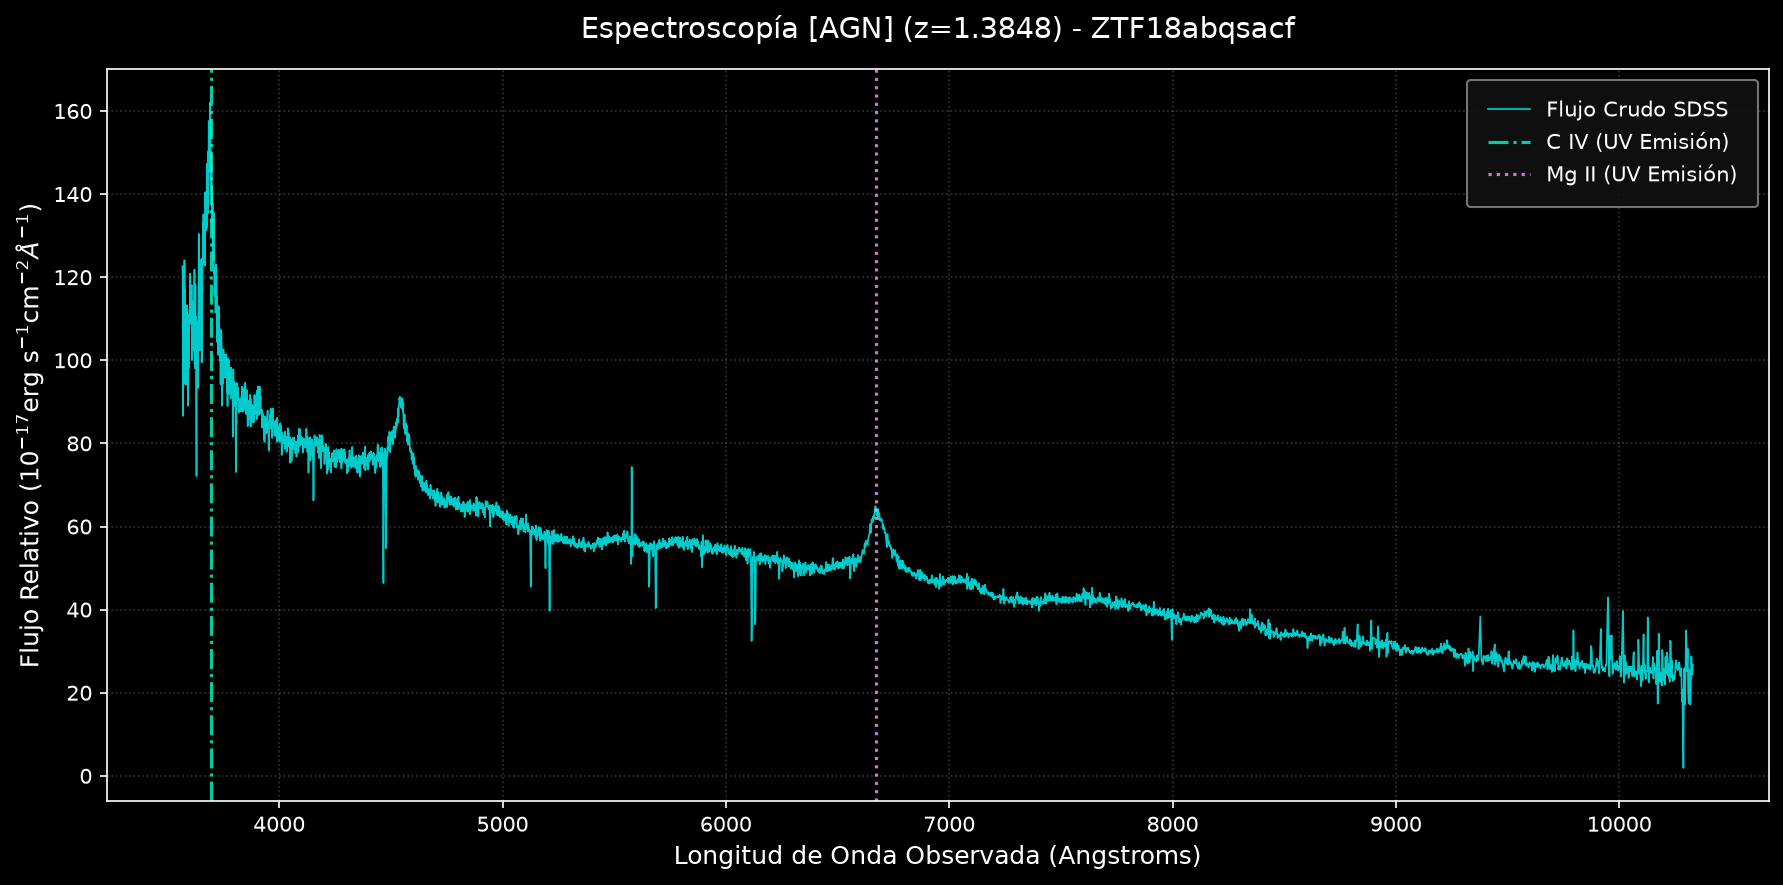 Espectroscopía [AGN] (z=1.3848) - ZTF18abqsacf
Flujo Crudo SDSS
C IV (UV Emisión)
Mg II (UV Emisión)
Flujo Relativo (10⁻¹⁷erg s⁻¹cm⁻²Å⁻¹)
160
140
120
100
80
60
40
20
0
4000 5000 6000 7000 8000 9000 10000
Longitud de Onda Observada (Angstroms)